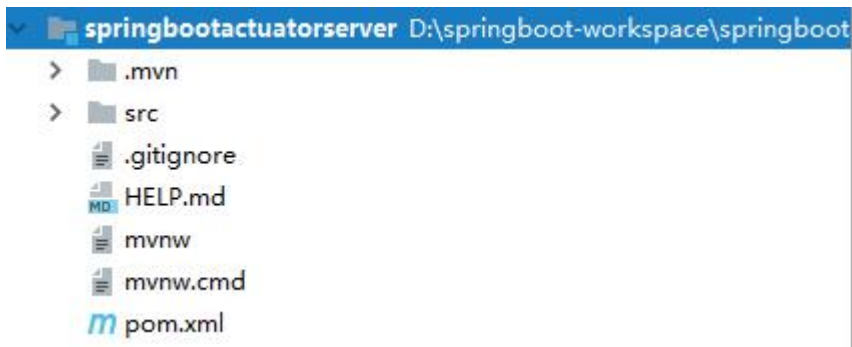 springbootactuatorserver D:\springboot-workspace\springboot
.mvn
src
.gitignore
MD HELP.md
mvnw
mvnw.cmd
m pom.xml